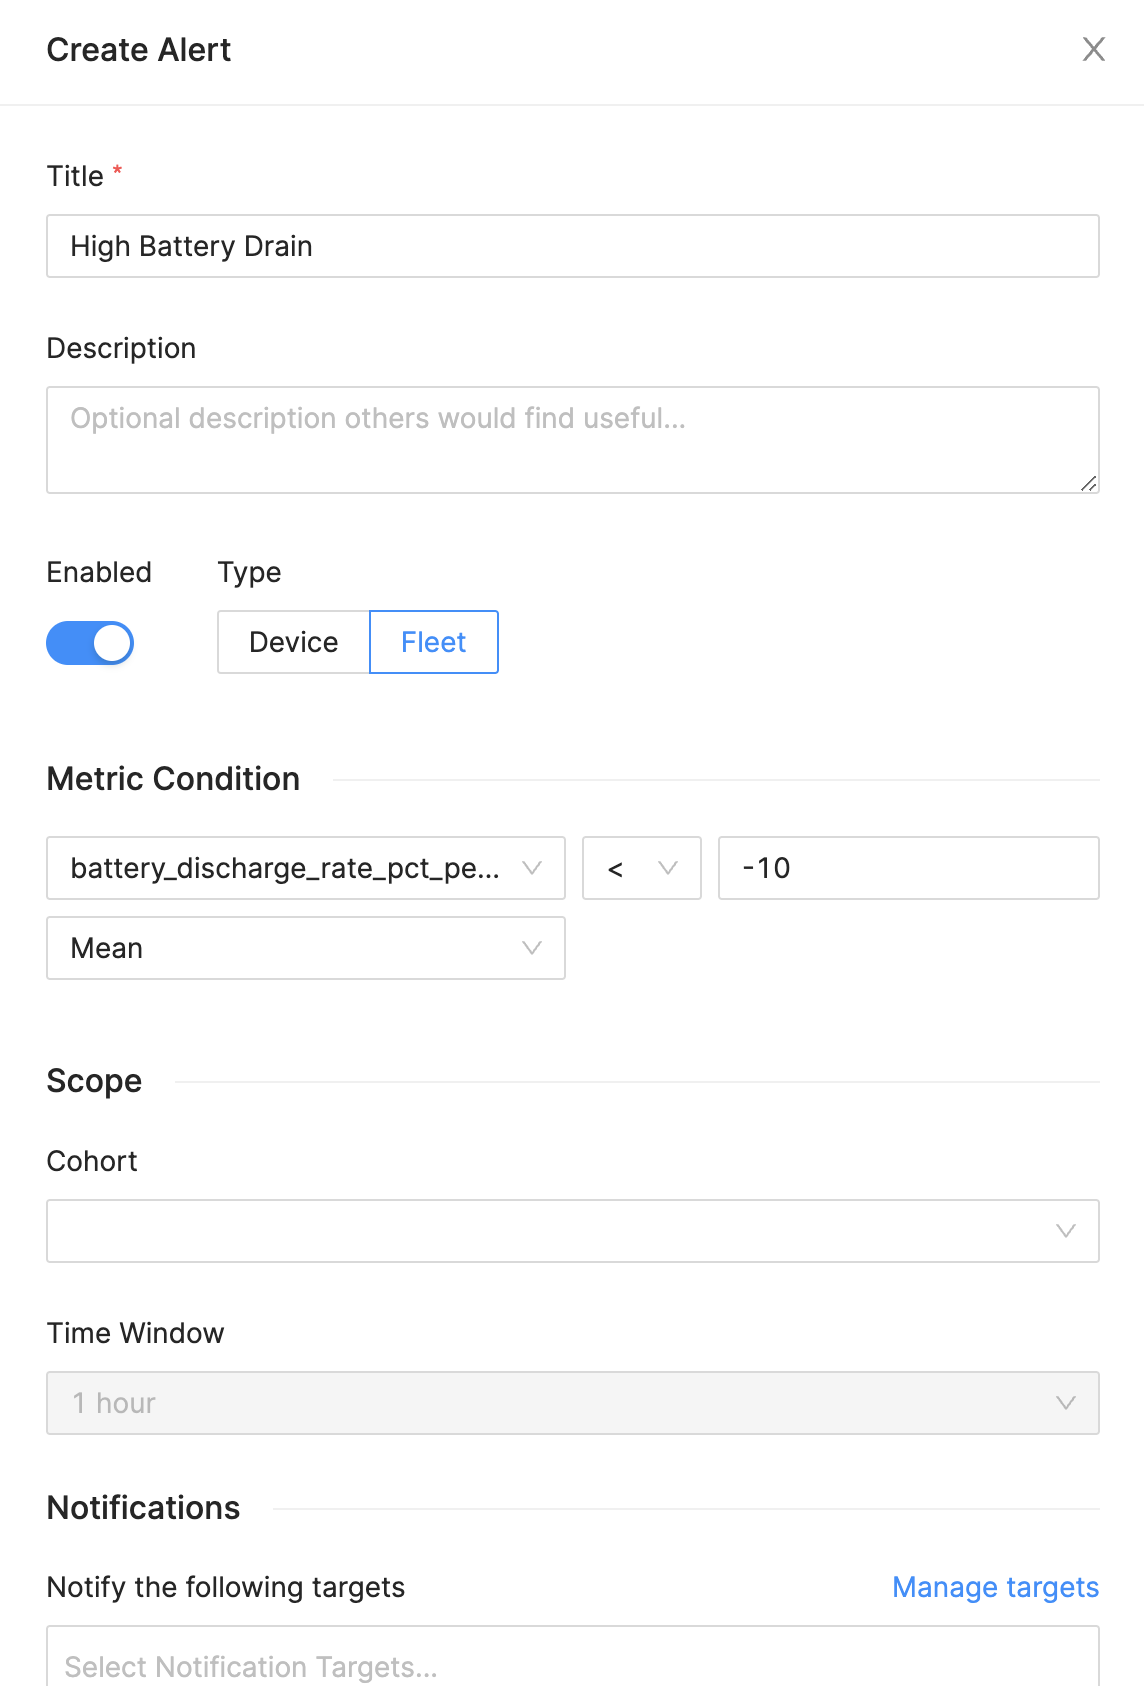 Create Alert
Title *
High Battery Drain
Description
Optional description others would find useful...
Enabled Type
Device Fleet
Metric Condition
battery_discharge_rate_pct_pe... < -10
Mean
Scope
Cohort
Time Window
1 hour
Notifications
Notify the following targets Manage targets
Select Notification Targets...